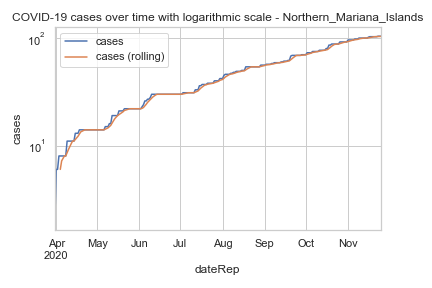 COVID-19 cases over time with logarithmic scale - Northern_Mariana_Islands
10²
cases
cases (rolling)
cases
10¹
Apr
2020
May
Jun
Jul
Aug
Sep
Oct
Nov
dateRep